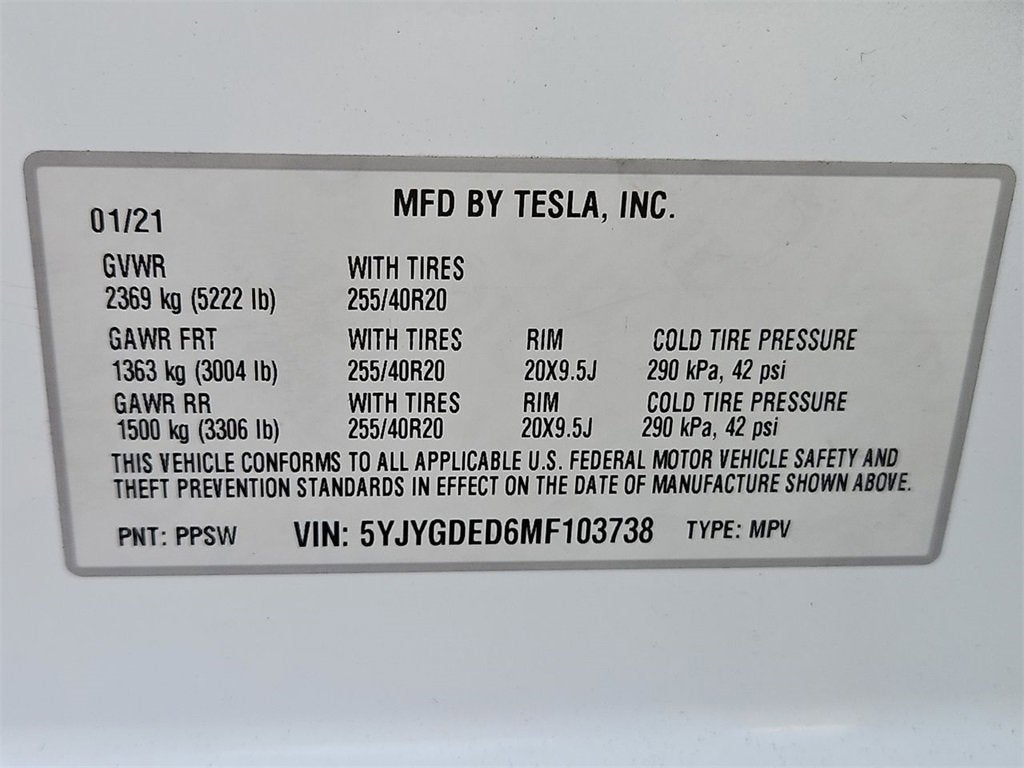 MFD BY TESLA, INC.
01/21
GVWR WITH TIRES
2369 kg (5222 lb) 255/40R20
GAWR FRT WITH TIRES RIM COLD TIRE PRESSURE
1363 kg (3004 lb) 255/40R20 20X9.5J 290 kPa, 42 psi
GAWR RR WITH TIRES RIM COLD TIRE PRESSURE
1500 kg (3306 lb) 255/40R20 20X9.5J 290 kPa, 42 psi
THIS VEHICLE CONFORMS TO ALL APPLICABLE U.S. FEDERAL MOTOR VEHICLE SAFETY AND
THEFT PREVENTION STANDARDS IN EFFECT ON THE DATE OF MANUFACTURE SHOWN ABOVE.
PNT: PPSW VIN: 5YJYGDED6MF103738 TYPE: MPV